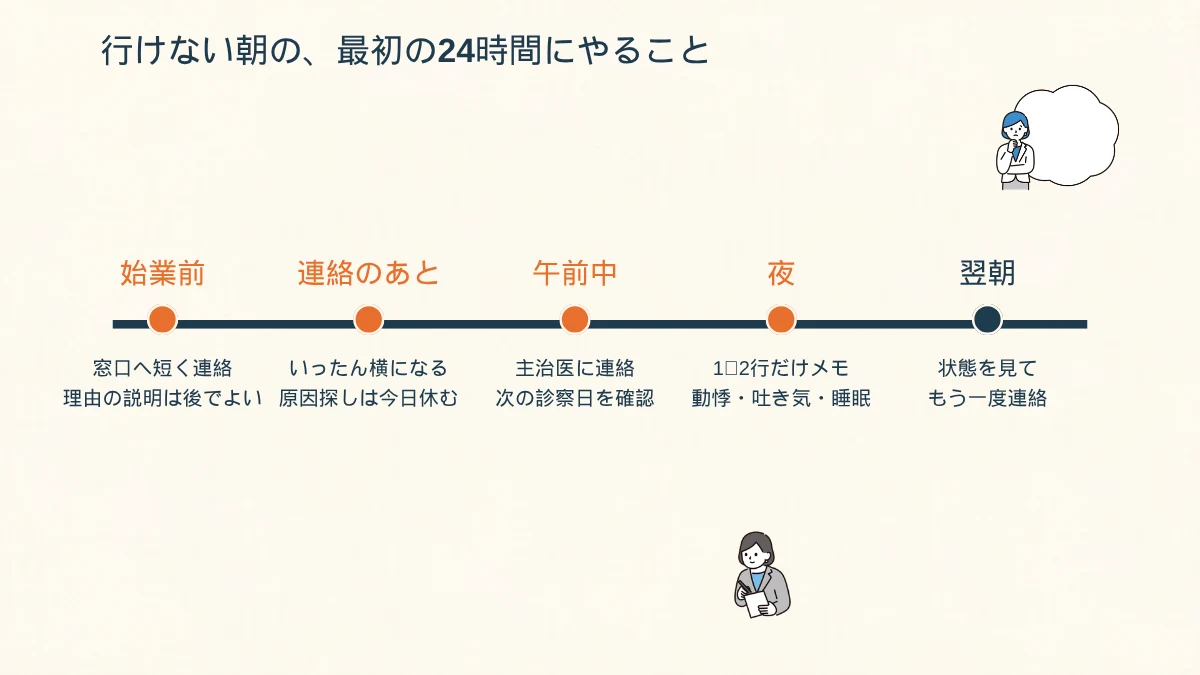 行けない朝の、最初の24時間にやること
始業前
連絡のあと
午前中
夜
翌朝
窓口へ短く連絡
理由の説明は後でよい
いったん横になる
原因探しは今日休む
主治医に連絡
次の診察日を確認
1□2行だけメモ
動悸・吐き気・睡眠
状態を見て
もう一度連絡